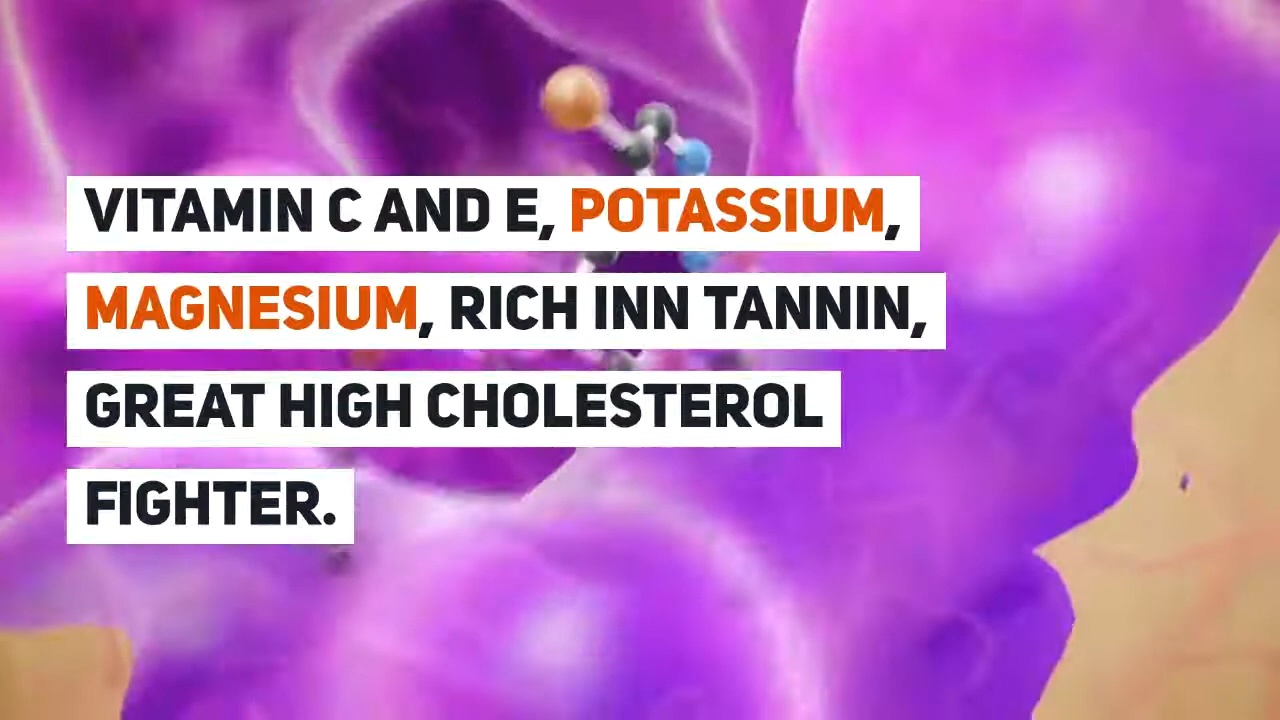 VITAMIN C AND E, POTASSIUM,
MAGNESIUM, RICH INN TANNIN,
GREAT HIGH CHOLESTEROL
FIGHTER.